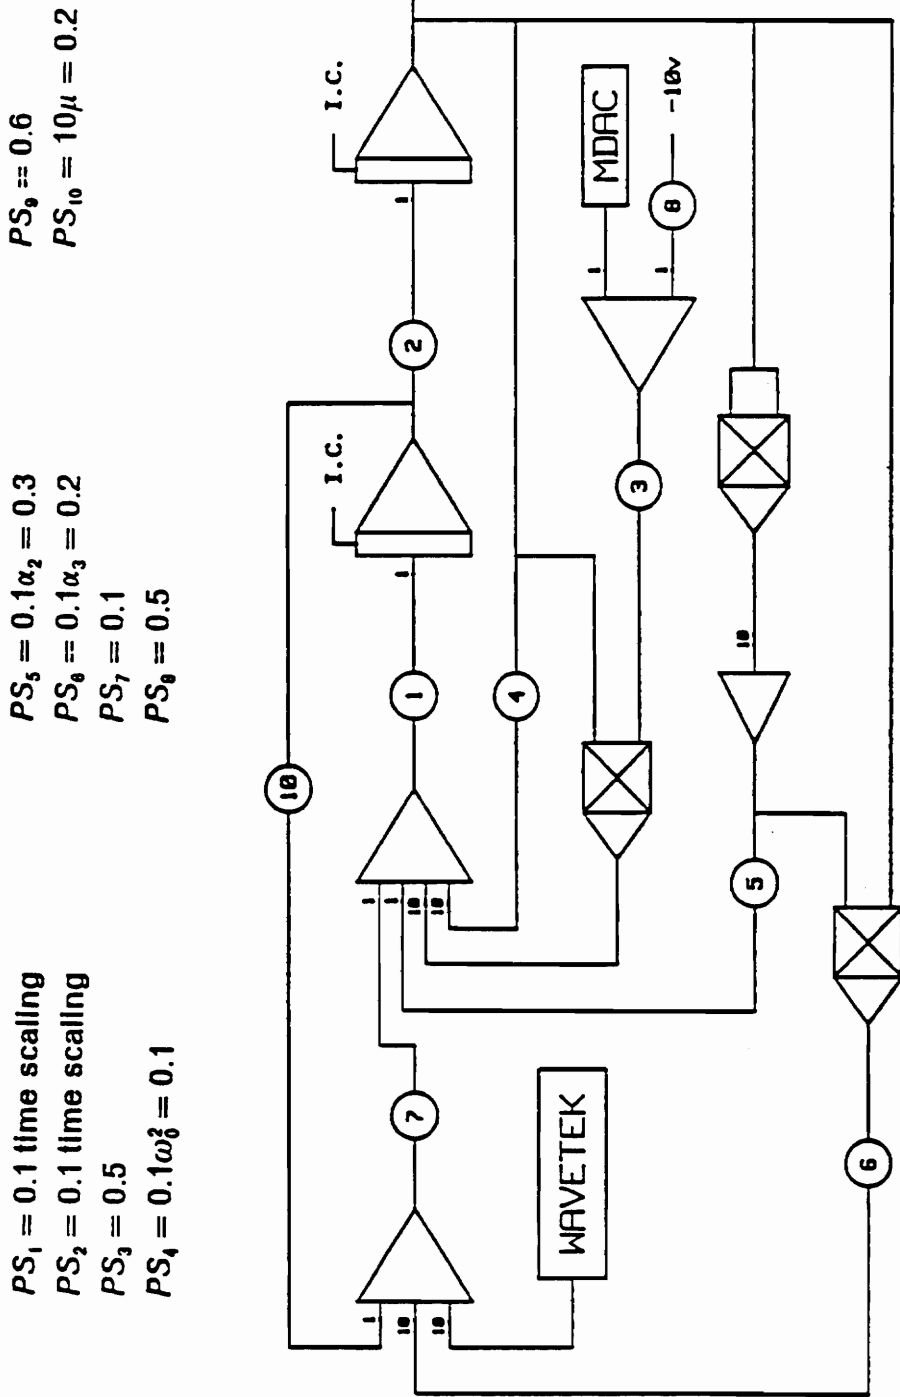 PS₁ = 0.1 time scaling
PS₂ = 0.1 time scaling
PS₃ = 0.5
PS₄ = 0.1ω₀² = 0.1
PS₅ = 0.1α₂ = 0.3
PS₆ = 0.1α₃ = 0.2
PS₇ = 0.1
PS₈ = 0.5
PS₉ = 0.6
PS₁₀ = 10μ = 0.2
10
I.C.
I.C.
1
10
10
7
1
1
10
10
1
1
2
1
4
WAVETEK
MDAC
1
3
1
8
-10v
10
5
6